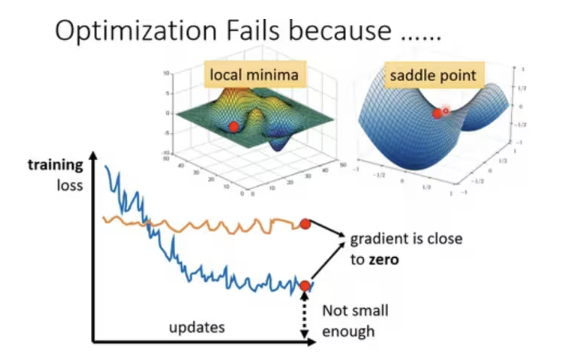 Optimization Fails because ……
local minima
saddle point
training
loss
gradient is close
to zero
Not small
enough
updates